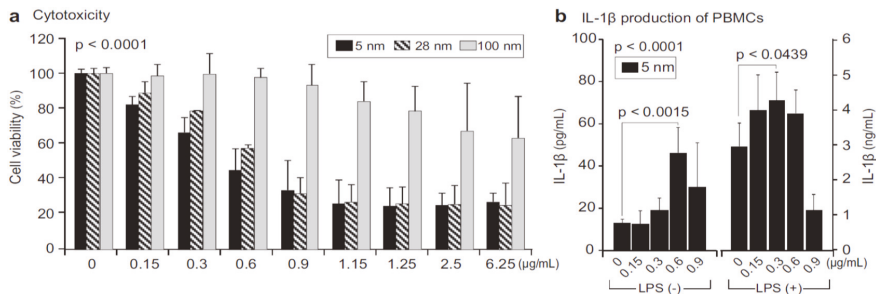 a Cytotoxicity
p < 0.0001
5 nm 28 nm 100 nm
Cell viability (%)
120
100
80
60
40
20
0
0 0.15 0.3 0.6 0.9 1.15 1.25 2.5 6.25 (µg/mL)
b IL-1β production of PBMCs
p < 0.0001
5 nm
p < 0.0439
p < 0.0015
IL-1β (pg/mL)
100
80
60
40
20
0
IL-1β (ng/mL)
6
5
4
3
2
1
0
0 0.15 0.3 0.6 0.9 0 0.15 0.3 0.6 0.9 (µg/mL)
LPS (-) LPS (+)